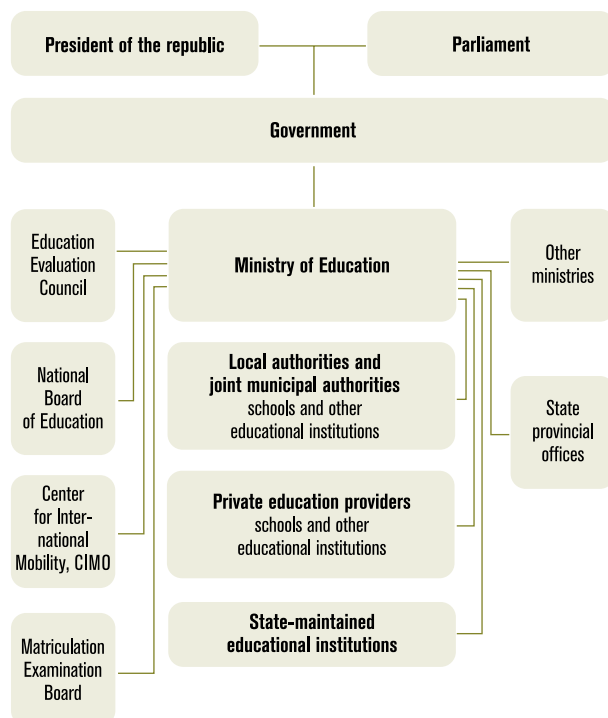 President of the republic
Parliament
Government
Education
Evaluation
Council
Ministry of Education
Other
ministries
National
Board
of Education
Local authorities and
joint municipal authorities
schools and other
educational institutions
State
provincial
offices
Center
for Inter-
national
Mobility, CIMO
Private education providers
schools and other
educational institutions
Matriculation
Examination
Board
State-maintained
educational institutions